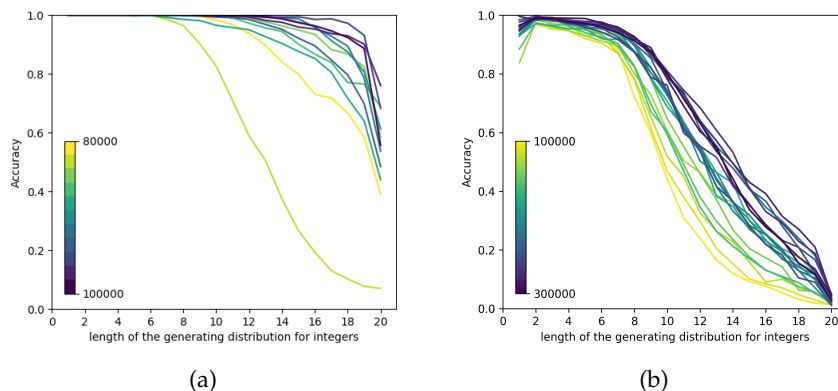 1.0
0.8
0.6
0.4
0.2
0.0
Accuracy
80000
100000
0 2 4 6 8 10 12 14 16 18 20
length of the generating distribution for integers
(a)
1.0
0.8
0.6
0.4
0.2
0.0
Accuracy
100000
300000
0 2 4 6 8 10 12 14 16 18 20
length of the generating distribution for integers
(b)